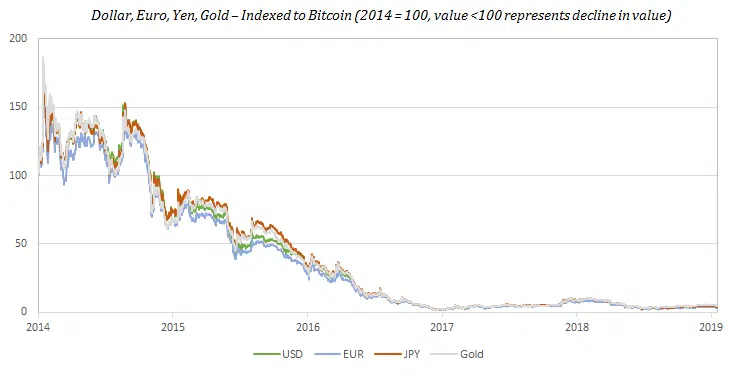 Dollar, Euro, Yen, Gold – Indexed to Bitcoin (2014 = 100, value <100 represents decline in value)
200
150
100
50
0
2014 2015 2016 2017 2018 2019
USD EUR JPY Gold